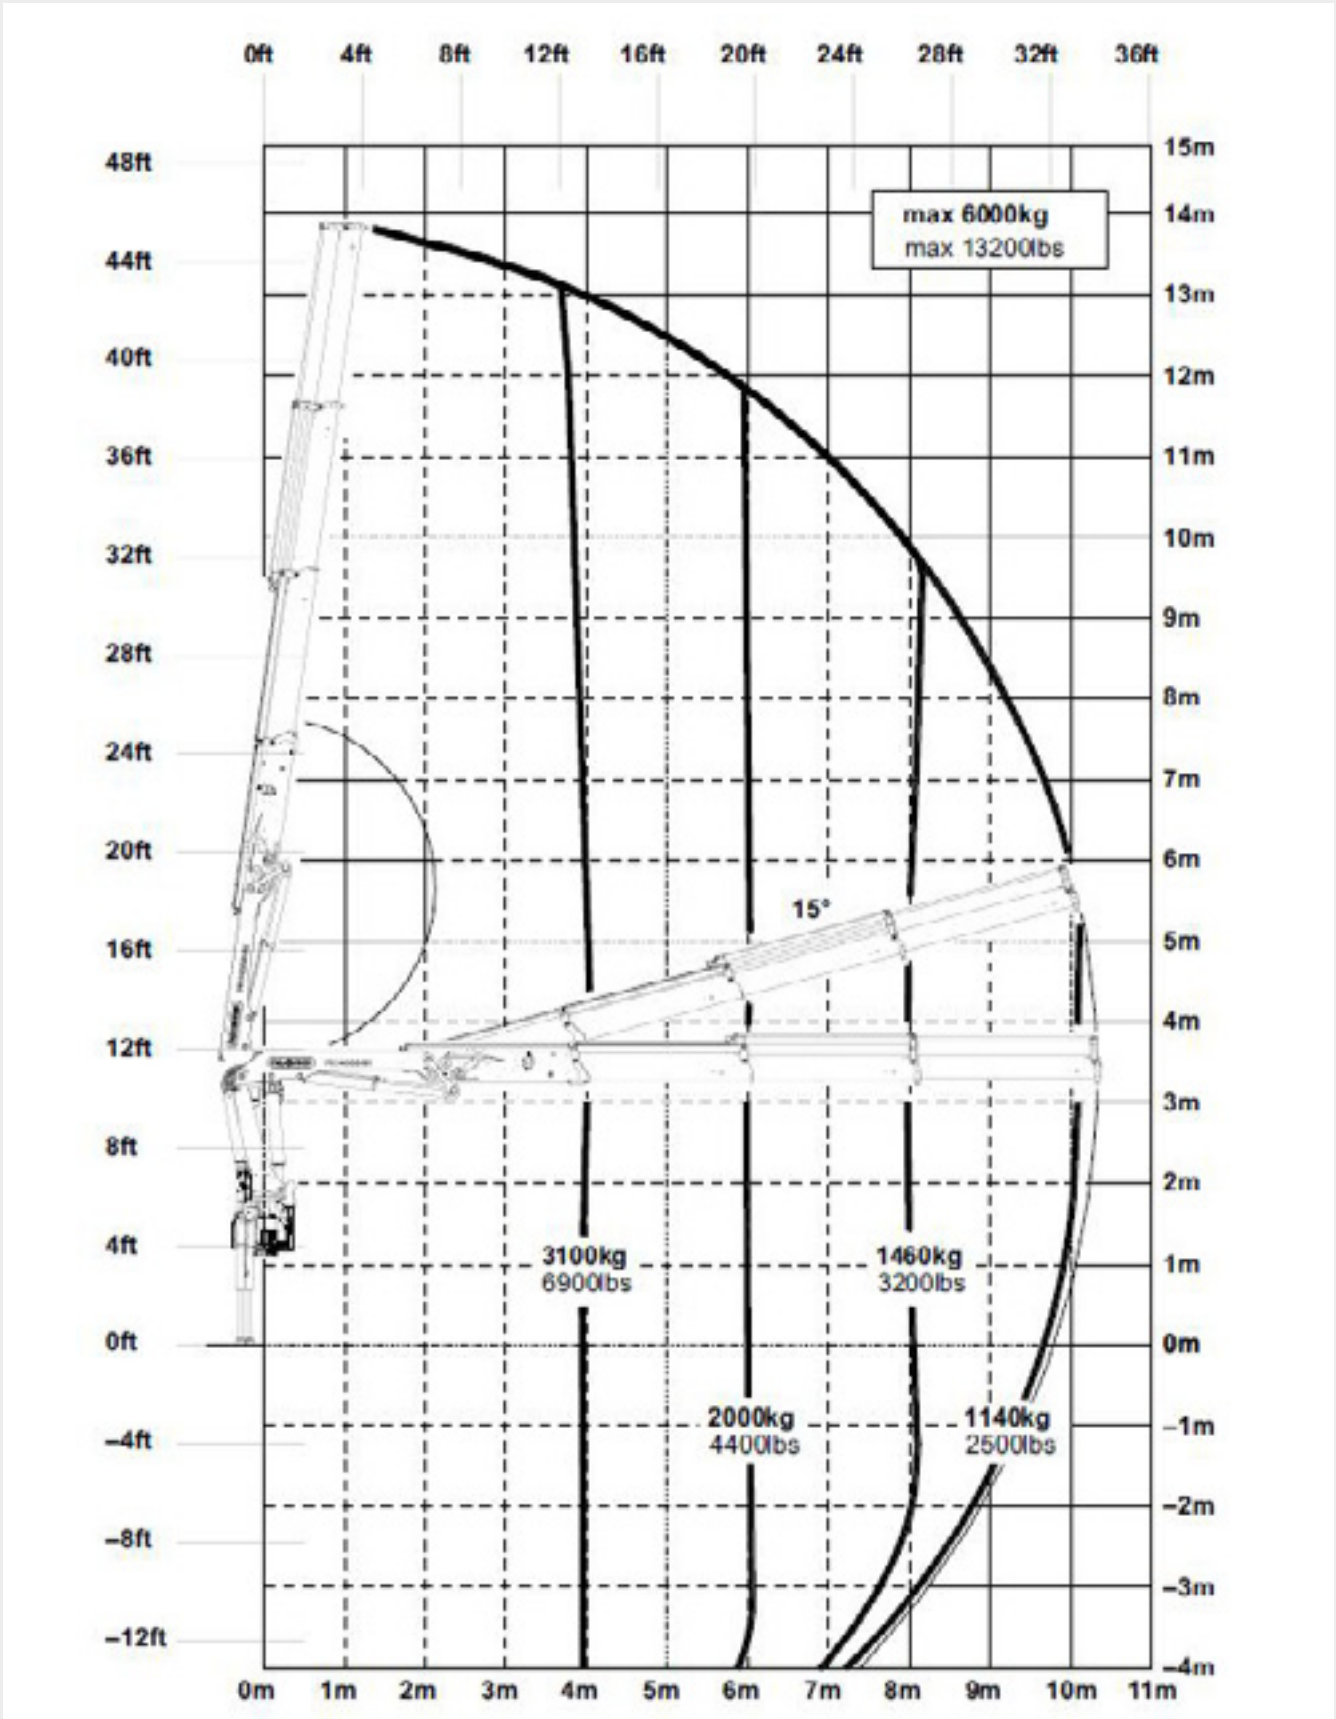 0ft 4ft 8ft 12ft 16ft 20ft 24ft 28ft 32ft 36ft
15m
48ft
max 6000kg
14m
max 13200lbs
44ft
13m
40ft
12m
36ft
11m
32ft
10m
9m
28ft
8m
24ft
7m
20ft
6m
15°
16ft
5m
4m
12ft
3m
8ft
2m
4ft
3100kg
1460kg
1m
6900lbs
3200lbs
0ft
0m
2000kg
1140kg
–1m
–4ft
4400lbs
2500lbs
–2m
–8ft
–3m
–12ft
–4m
0m 1m 2m 3m 4m 5m 6m 7m 8m 9m 10m 11m